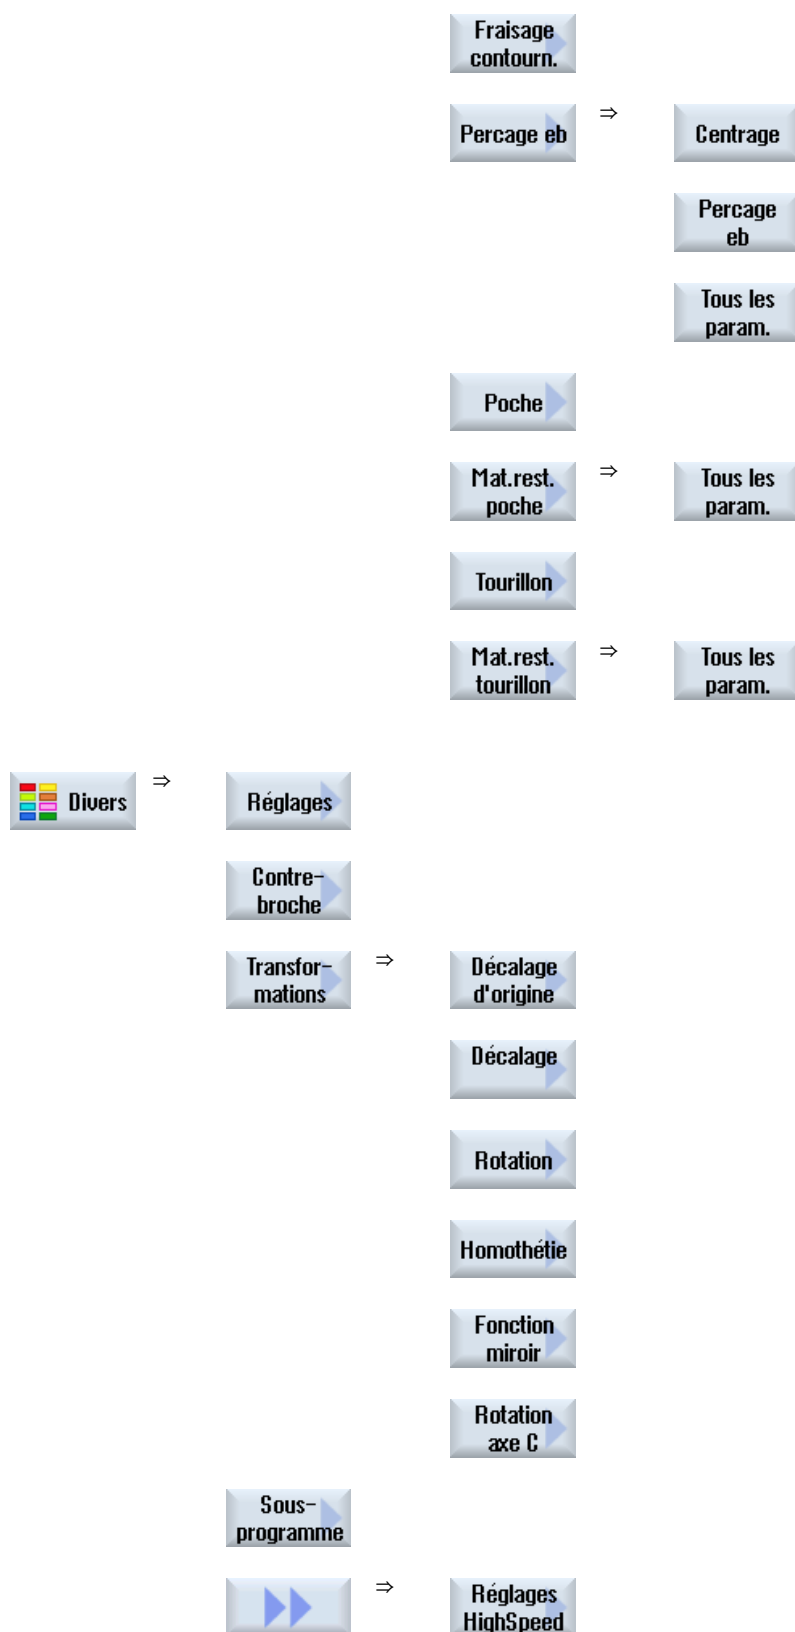 Fraisage
contourn.
Percage eb
⇒
Centrage
Percage
eb
Tous les
param.
Poche
Mat.rest.
poche
⇒
Tous les
param.
Tourillon
Mat.rest.
tourillon
⇒
Tous les
param.
Divers
⇒
Réglages
Contre-
broche
Transfor-
mations
⇒
Décalage
d'origine
Décalage
Rotation
Homothétie
Fonction
miroir
Rotation
axe C
Sous-
programme
⇒
Réglages
HighSpeed